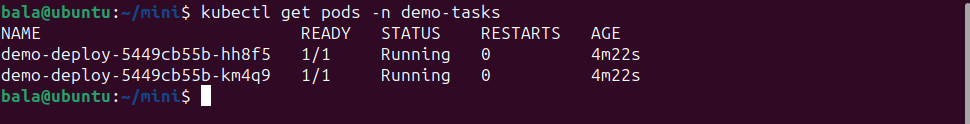 bala@ubuntu:~/mini$ kubectl get pods -n demo-tasks
NAME                           READY   STATUS    RESTARTS   AGE
demo-deploy-5449cb55b-hh8f5   1/1     Running   0          4m22s
demo-deploy-5449cb55b-km4q9   1/1     Running   0          4m22s
bala@ubuntu:~/mini$